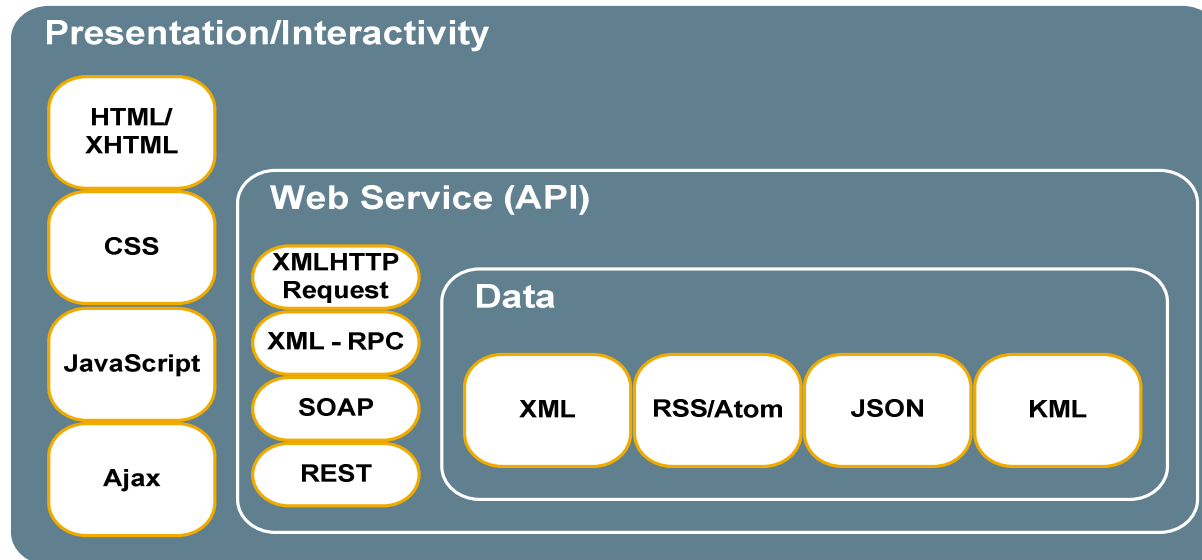 Presentation/Interactivity
HTML/
XHTML
CSS
JavaScript
Ajax
Web Service (API)
XMLHTTP
Request
XML - RPC
SOAP
REST
Data
XML
RSS/Atom
JSON
KML